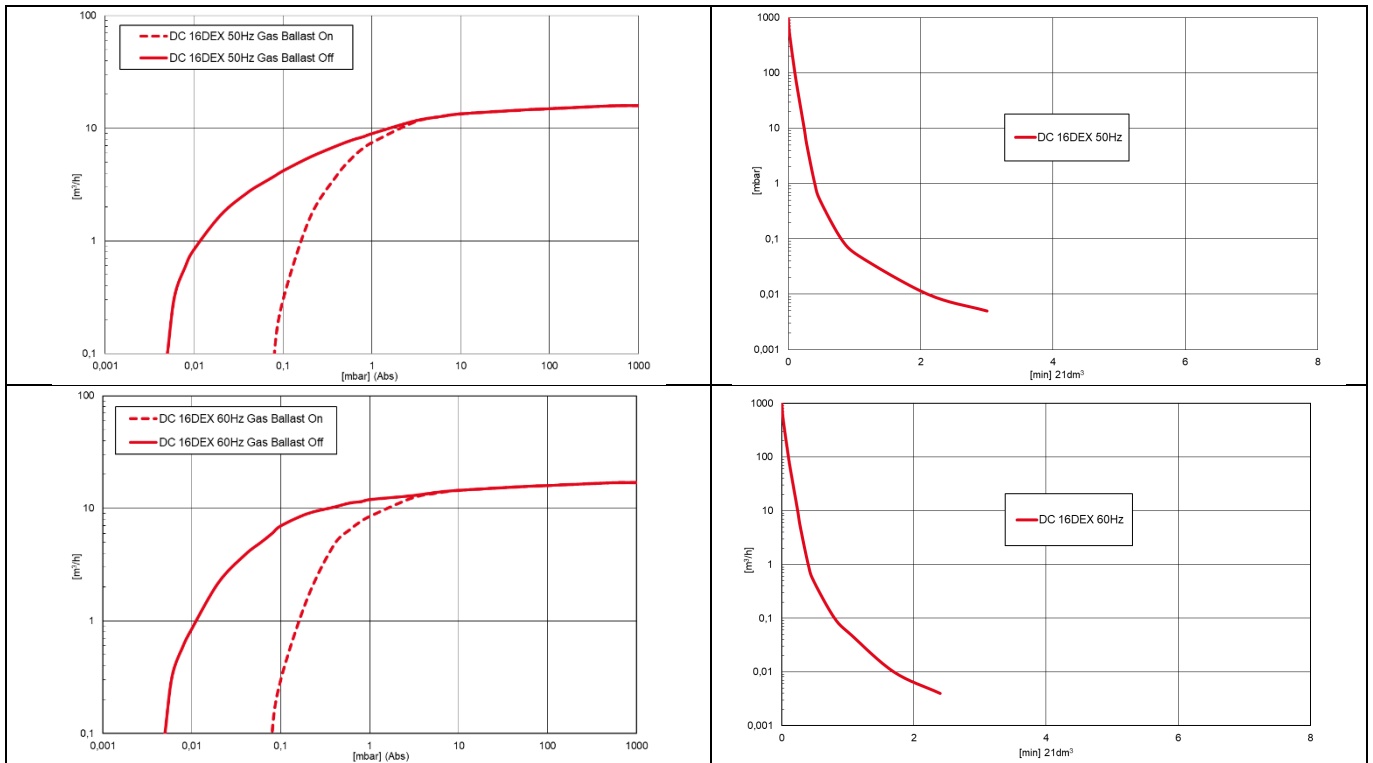 100
10
1
0,1
[m³/h]
DC 16DEX 50Hz Gas Ballast On
DC 16DEX 50Hz Gas Ballast Off
0,001 0,01 0,1 1 10 100 1000
[mbar] (Abs)
1000
100
10
1
0,1
0,01
0,001
[mbar]
DC 16DEX 50Hz
0 2 4 6 8
[min] 21dm³
100
10
1
0,1
[m³/h]
DC 16DEX 60Hz Gas Ballast On
DC 16DEX 60Hz Gas Ballast Off
0,001 0,01 0,1 1 10 100 1000
[mbar] (Abs)
1000
100
10
1
0,1
0,01
0,001
[m³/h]
DC 16DEX 60Hz
0 2 4 6 8
[min] 21dm³